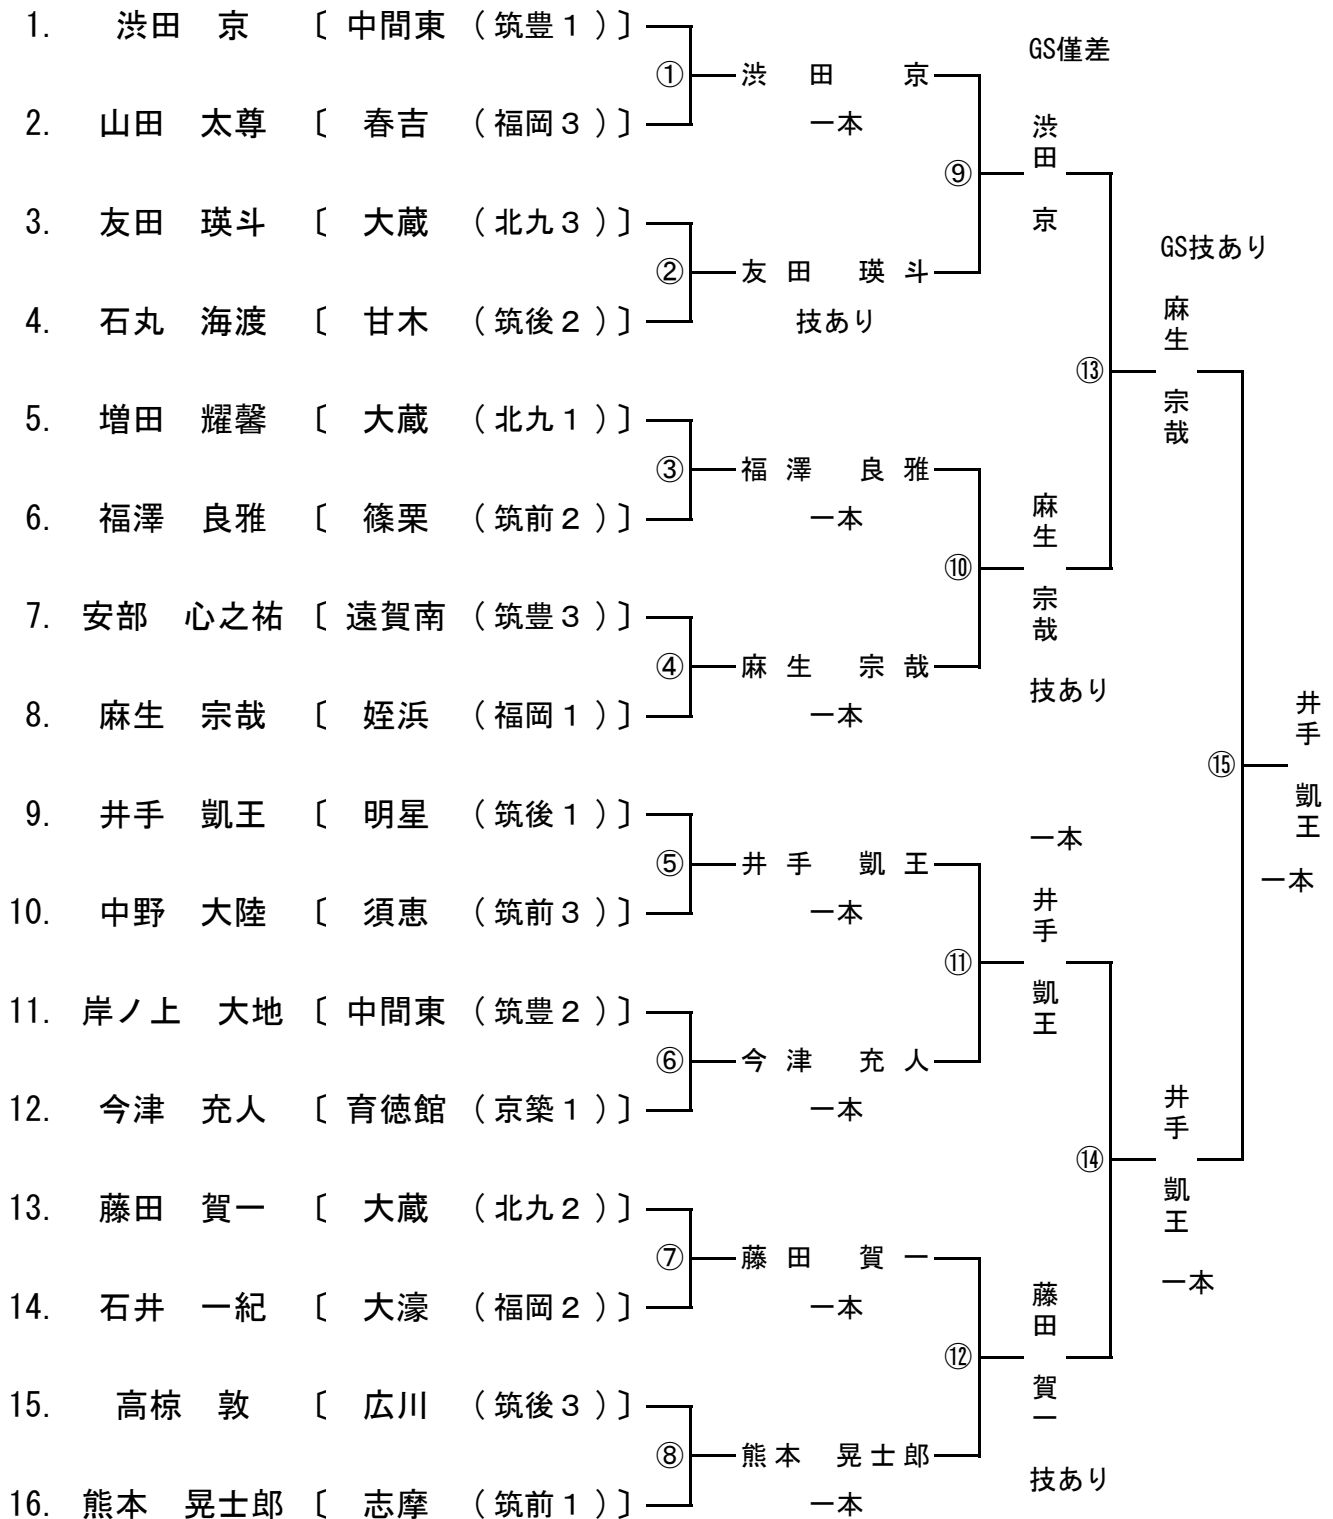 1. 渋田 京 〔 中間東 （筑豊１）〕
2. 山田 太尊 〔 春吉 （福岡３）〕
3. 友田 瑛斗 〔 大蔵 （北九３）〕
4. 石丸 海渡 〔 甘木 （筑後２）〕
5. 増田 耀馨 〔 大蔵 （北九１）〕
6. 福澤 良雅 〔 篠栗 （筑前２）〕
7. 安部 心之祐 〔 遠賀南 （筑豊３）〕
8. 麻生 宗哉 〔 姪浜 （福岡１）〕
9. 井手 凱王 〔 明星 （筑後１）〕
10. 中野 大陸 〔 須恵 （筑前３）〕
11. 岸ノ上 大地 〔 中間東 （筑豊２）〕
12. 今津 充人 〔 育徳館 （京築１）〕
13. 藤田 賀一 〔 大蔵 （北九２）〕
14. 石井 一紀 〔 大濠 （福岡２）〕
15. 高椋 敦 〔 広川 （筑後３）〕
16. 熊本 晃士郎 〔 志摩 （筑前１）〕
① 渋田 京
一本
② 友田 瑛斗
技あり
③ 福澤 良雅
一本
④ 麻生 宗哉
一本
⑤ 井手 凱王
一本
⑥ 今津 充人
一本
⑦ 藤田 賀一
一本
⑧ 熊本 晃士郎
一本
GS僅差
⑨ 渋田 京
⑩ 麻生 宗哉
技あり
一本
⑪ 井手 凱王
⑫ 藤田 賀一
技あり
GS技あり
⑬ 麻生 宗哉
⑭ 井手 凱王
一本
⑮ 井手 凱王
一本